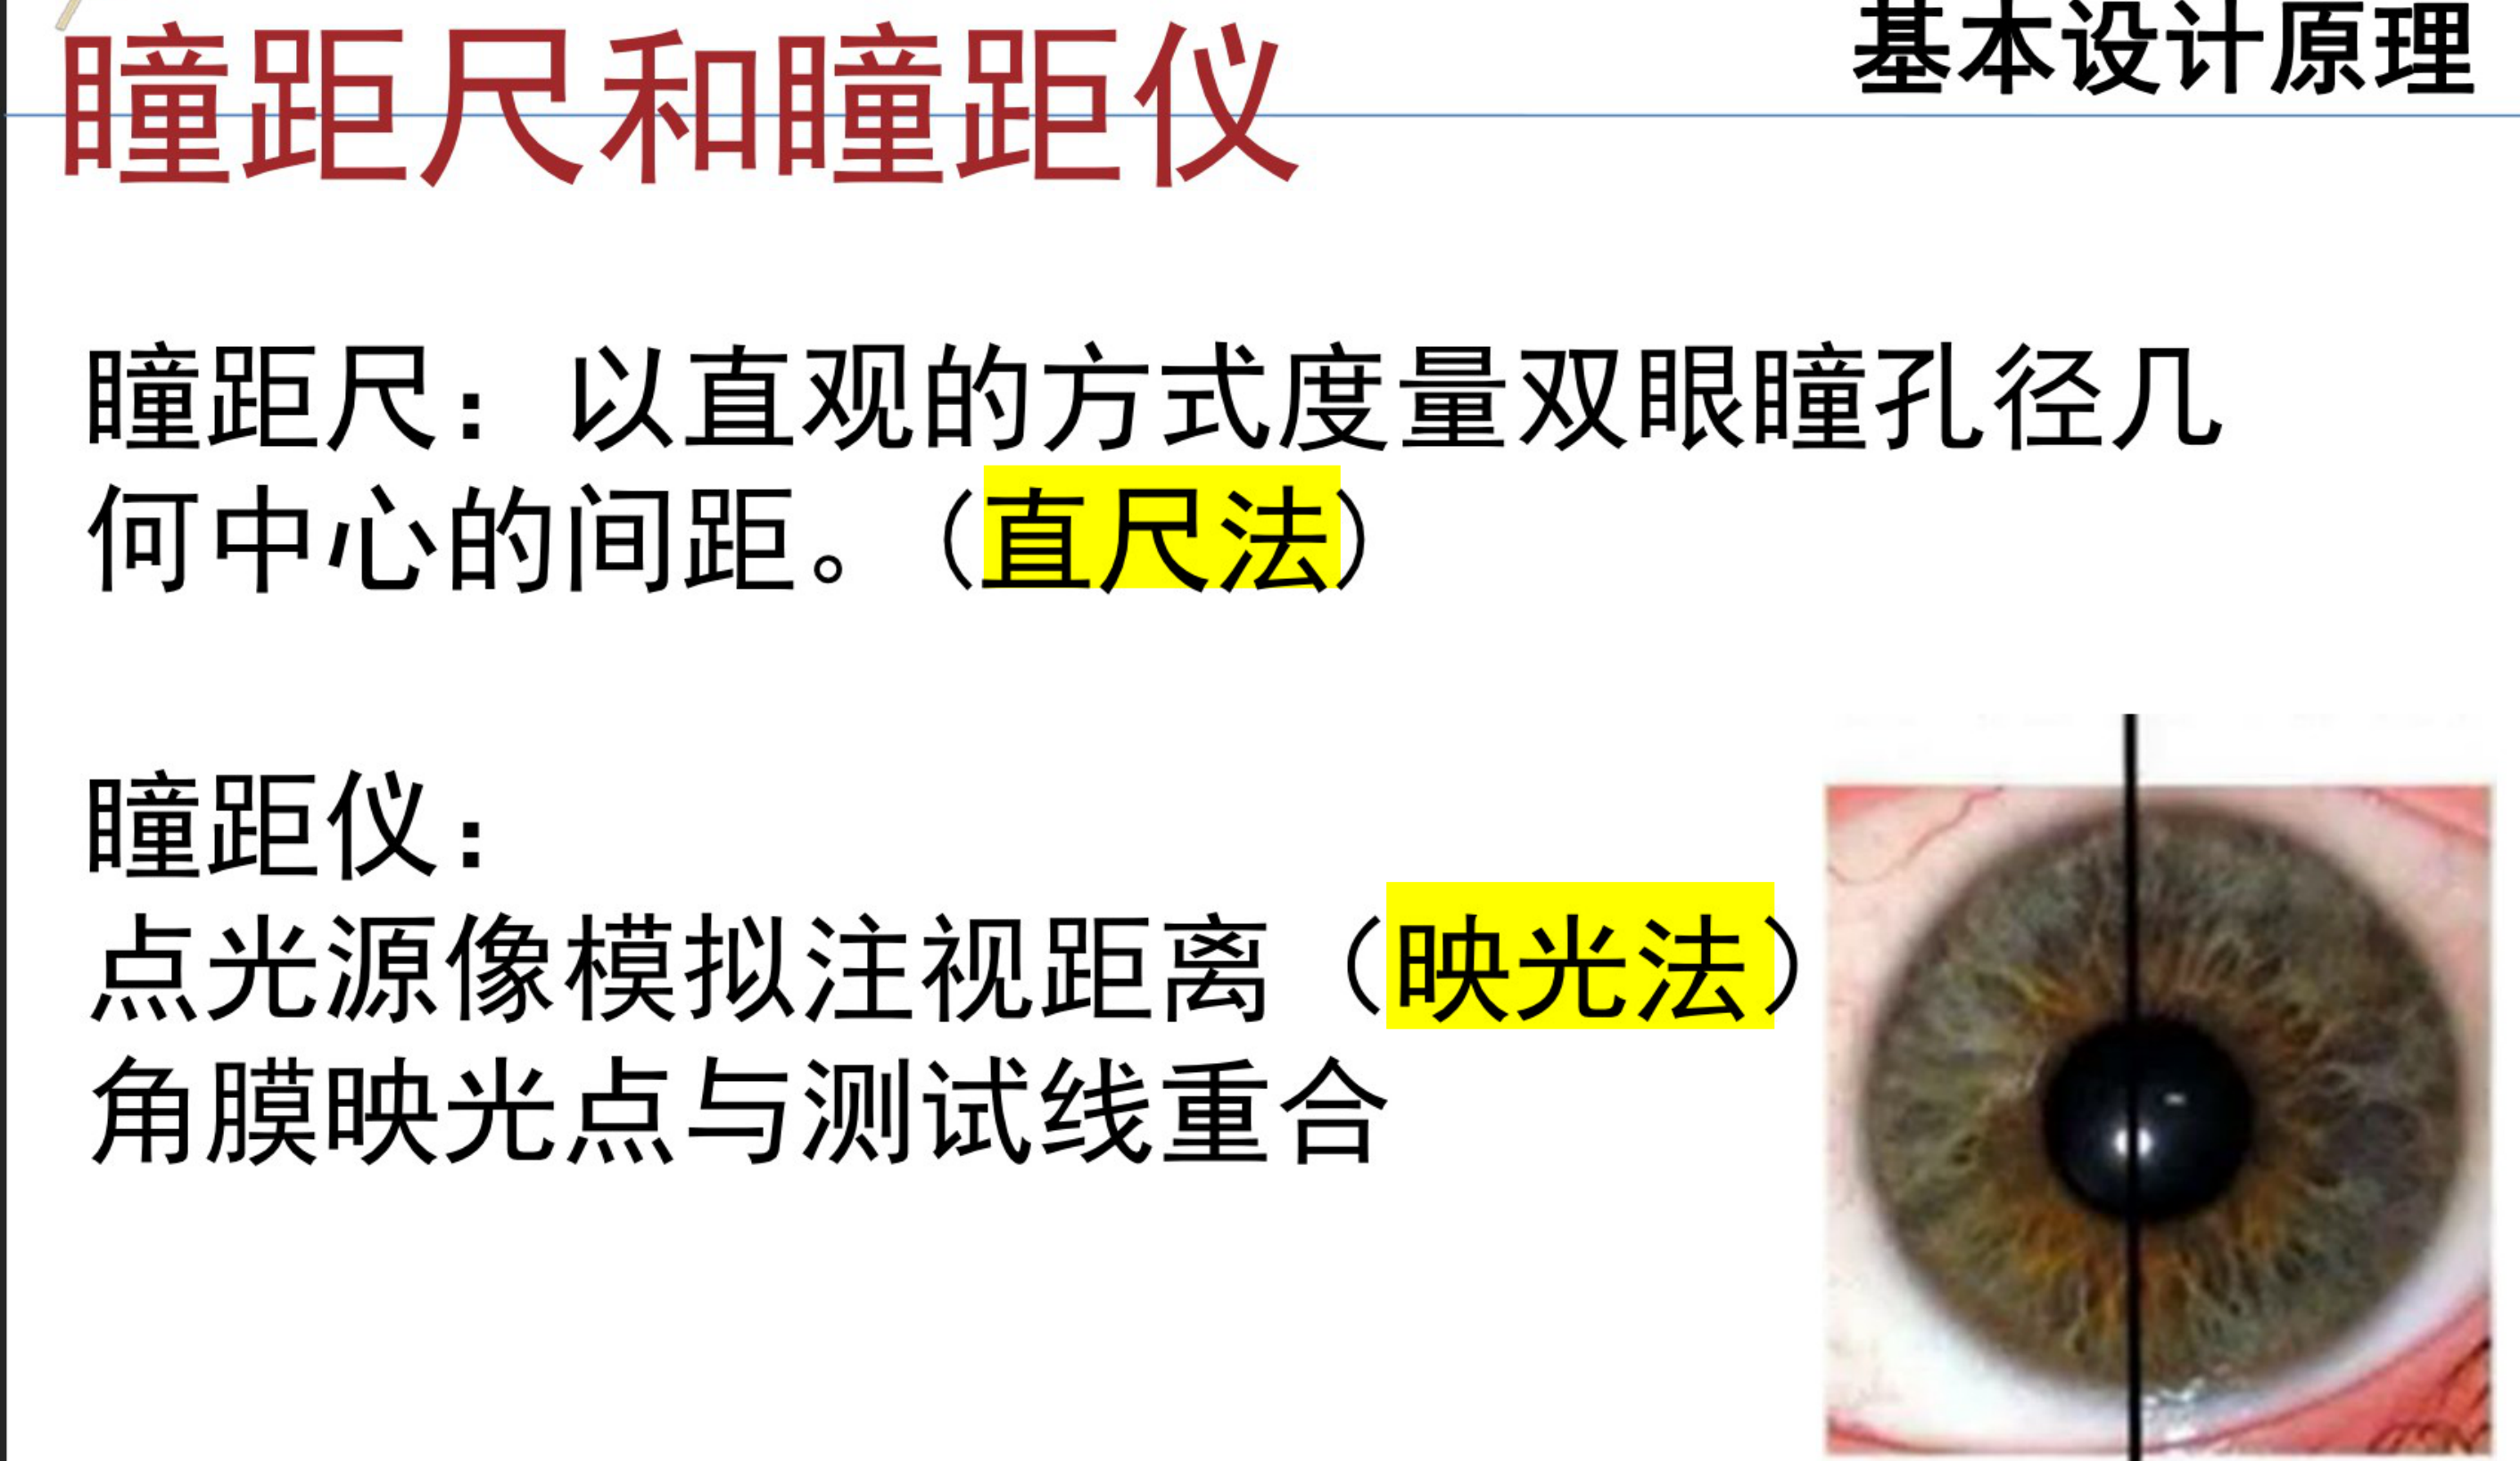 基本设计原理
瞳距尺和瞳距仪
瞳距尺：以直观的方式度量双眼瞳孔径几
何中心的间距。（直尺法）
瞳距仪：
点光源像模拟注视距离（映光法）
角膜映光点与测试线重合